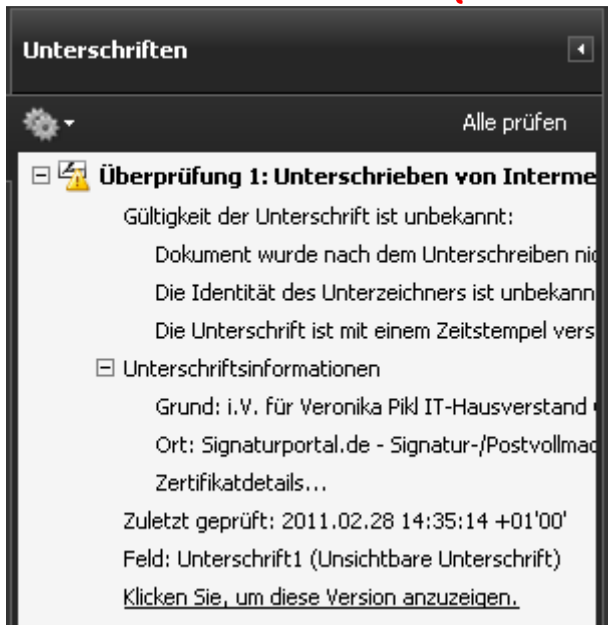 Unterschriften
Alle prüfen
Überprüfung 1: Unterschrieben von Interme
Gültigkeit der Unterschrift ist unbekannt:
Dokument wurde nach dem Unterschreiben nic
Die Identität des Unterzeichners ist unbekann
Die Unterschrift ist mit einem Zeitstempel vers
Unterschriftsinformationen
Grund: i.V. für Veronika Pikl IT-Hausverstand
Ort: Signaturportal.de - Signatur-/Postvollmac
Zertifikatdetails...
Zuletzt geprüft: 2011.02.28 14:35:14 +01'00'
Feld: Unterschrift1 (Unsichtbare Unterschrift)
Klicken Sie, um diese Version anzuzeigen.